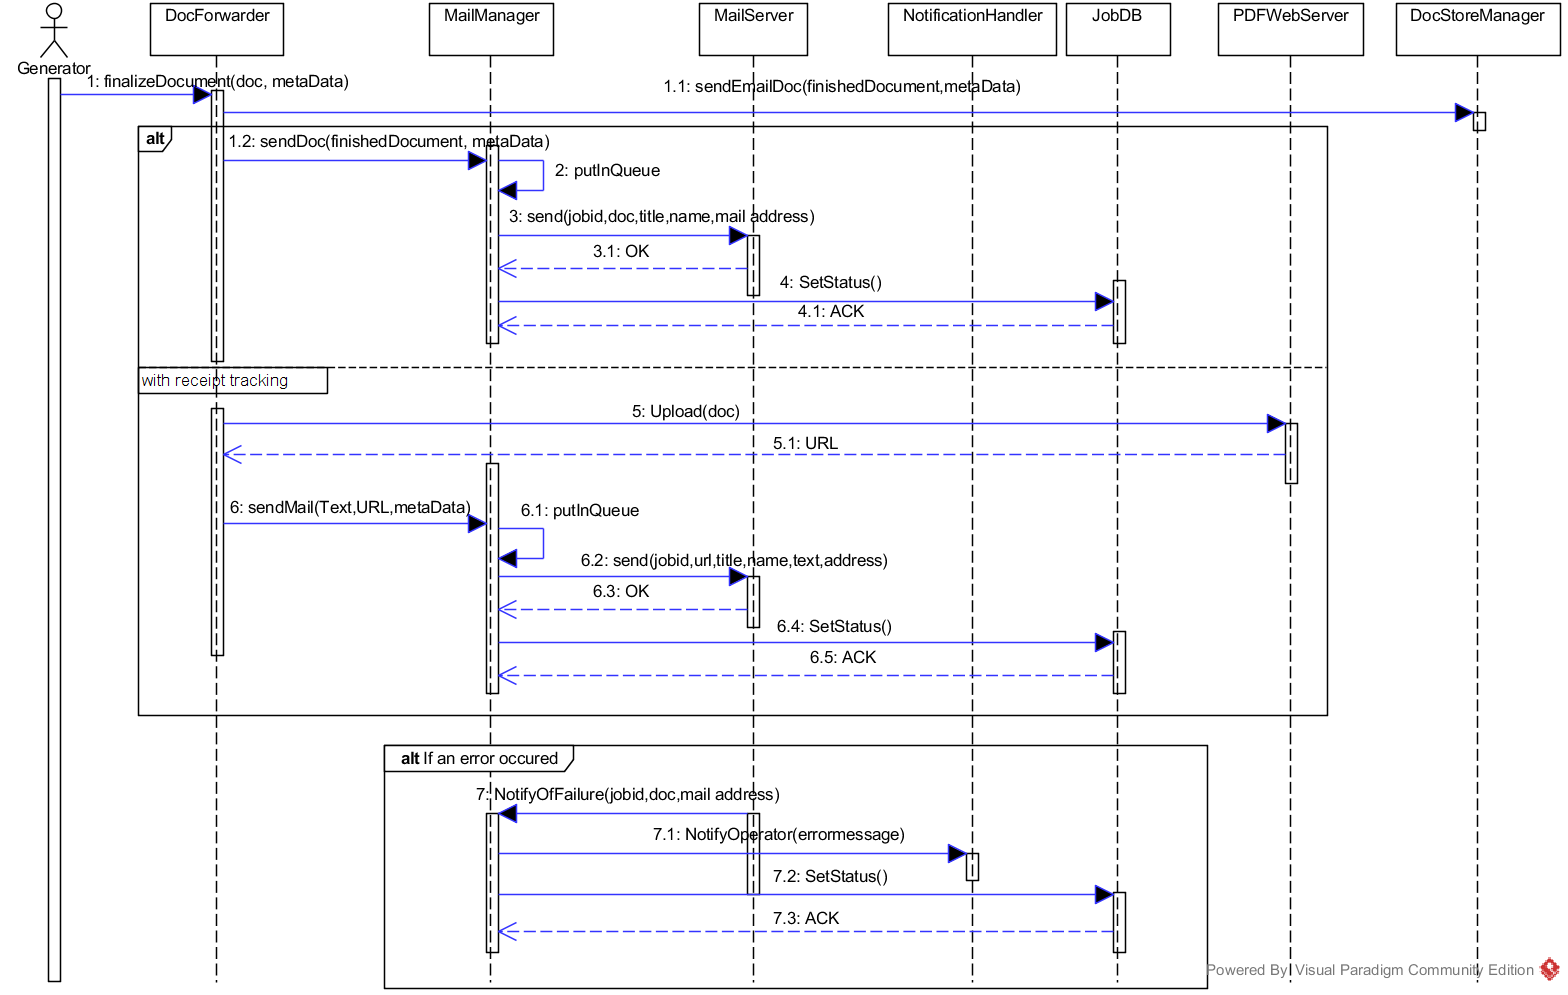 DocForwarder
MailManager
MailServer
NotificationHandler
JobDB
PDFWebServer
DocStoreManager
Generator
1: finalizeDocument(doc, metaData)
1.1: sendEmailDoc(finishedDocument,metaData)
alt
1.2: sendDoc(finishedDocument, metaData)
2: putInQueue
3: send(jobid,doc,title,name,mail address)
3.1: OK
4: SetStatus()
4.1: ACK
with receipt tracking
5: Upload(doc)
5.1: URL
6: sendMail(Text,URL,metaData)
6.1: putInQueue
6.2: send(jobid,url,title,name,text,address)
6.3: OK
6.4: SetStatus()
6.5: ACK
alt If an error occured
7: NotifyOfFailure(jobid,doc,mail address)
7.1: NotifyOperator(errormessage)
7.2: SetStatus()
7.3: ACK
Powered By Visual Paradigm Community Edition